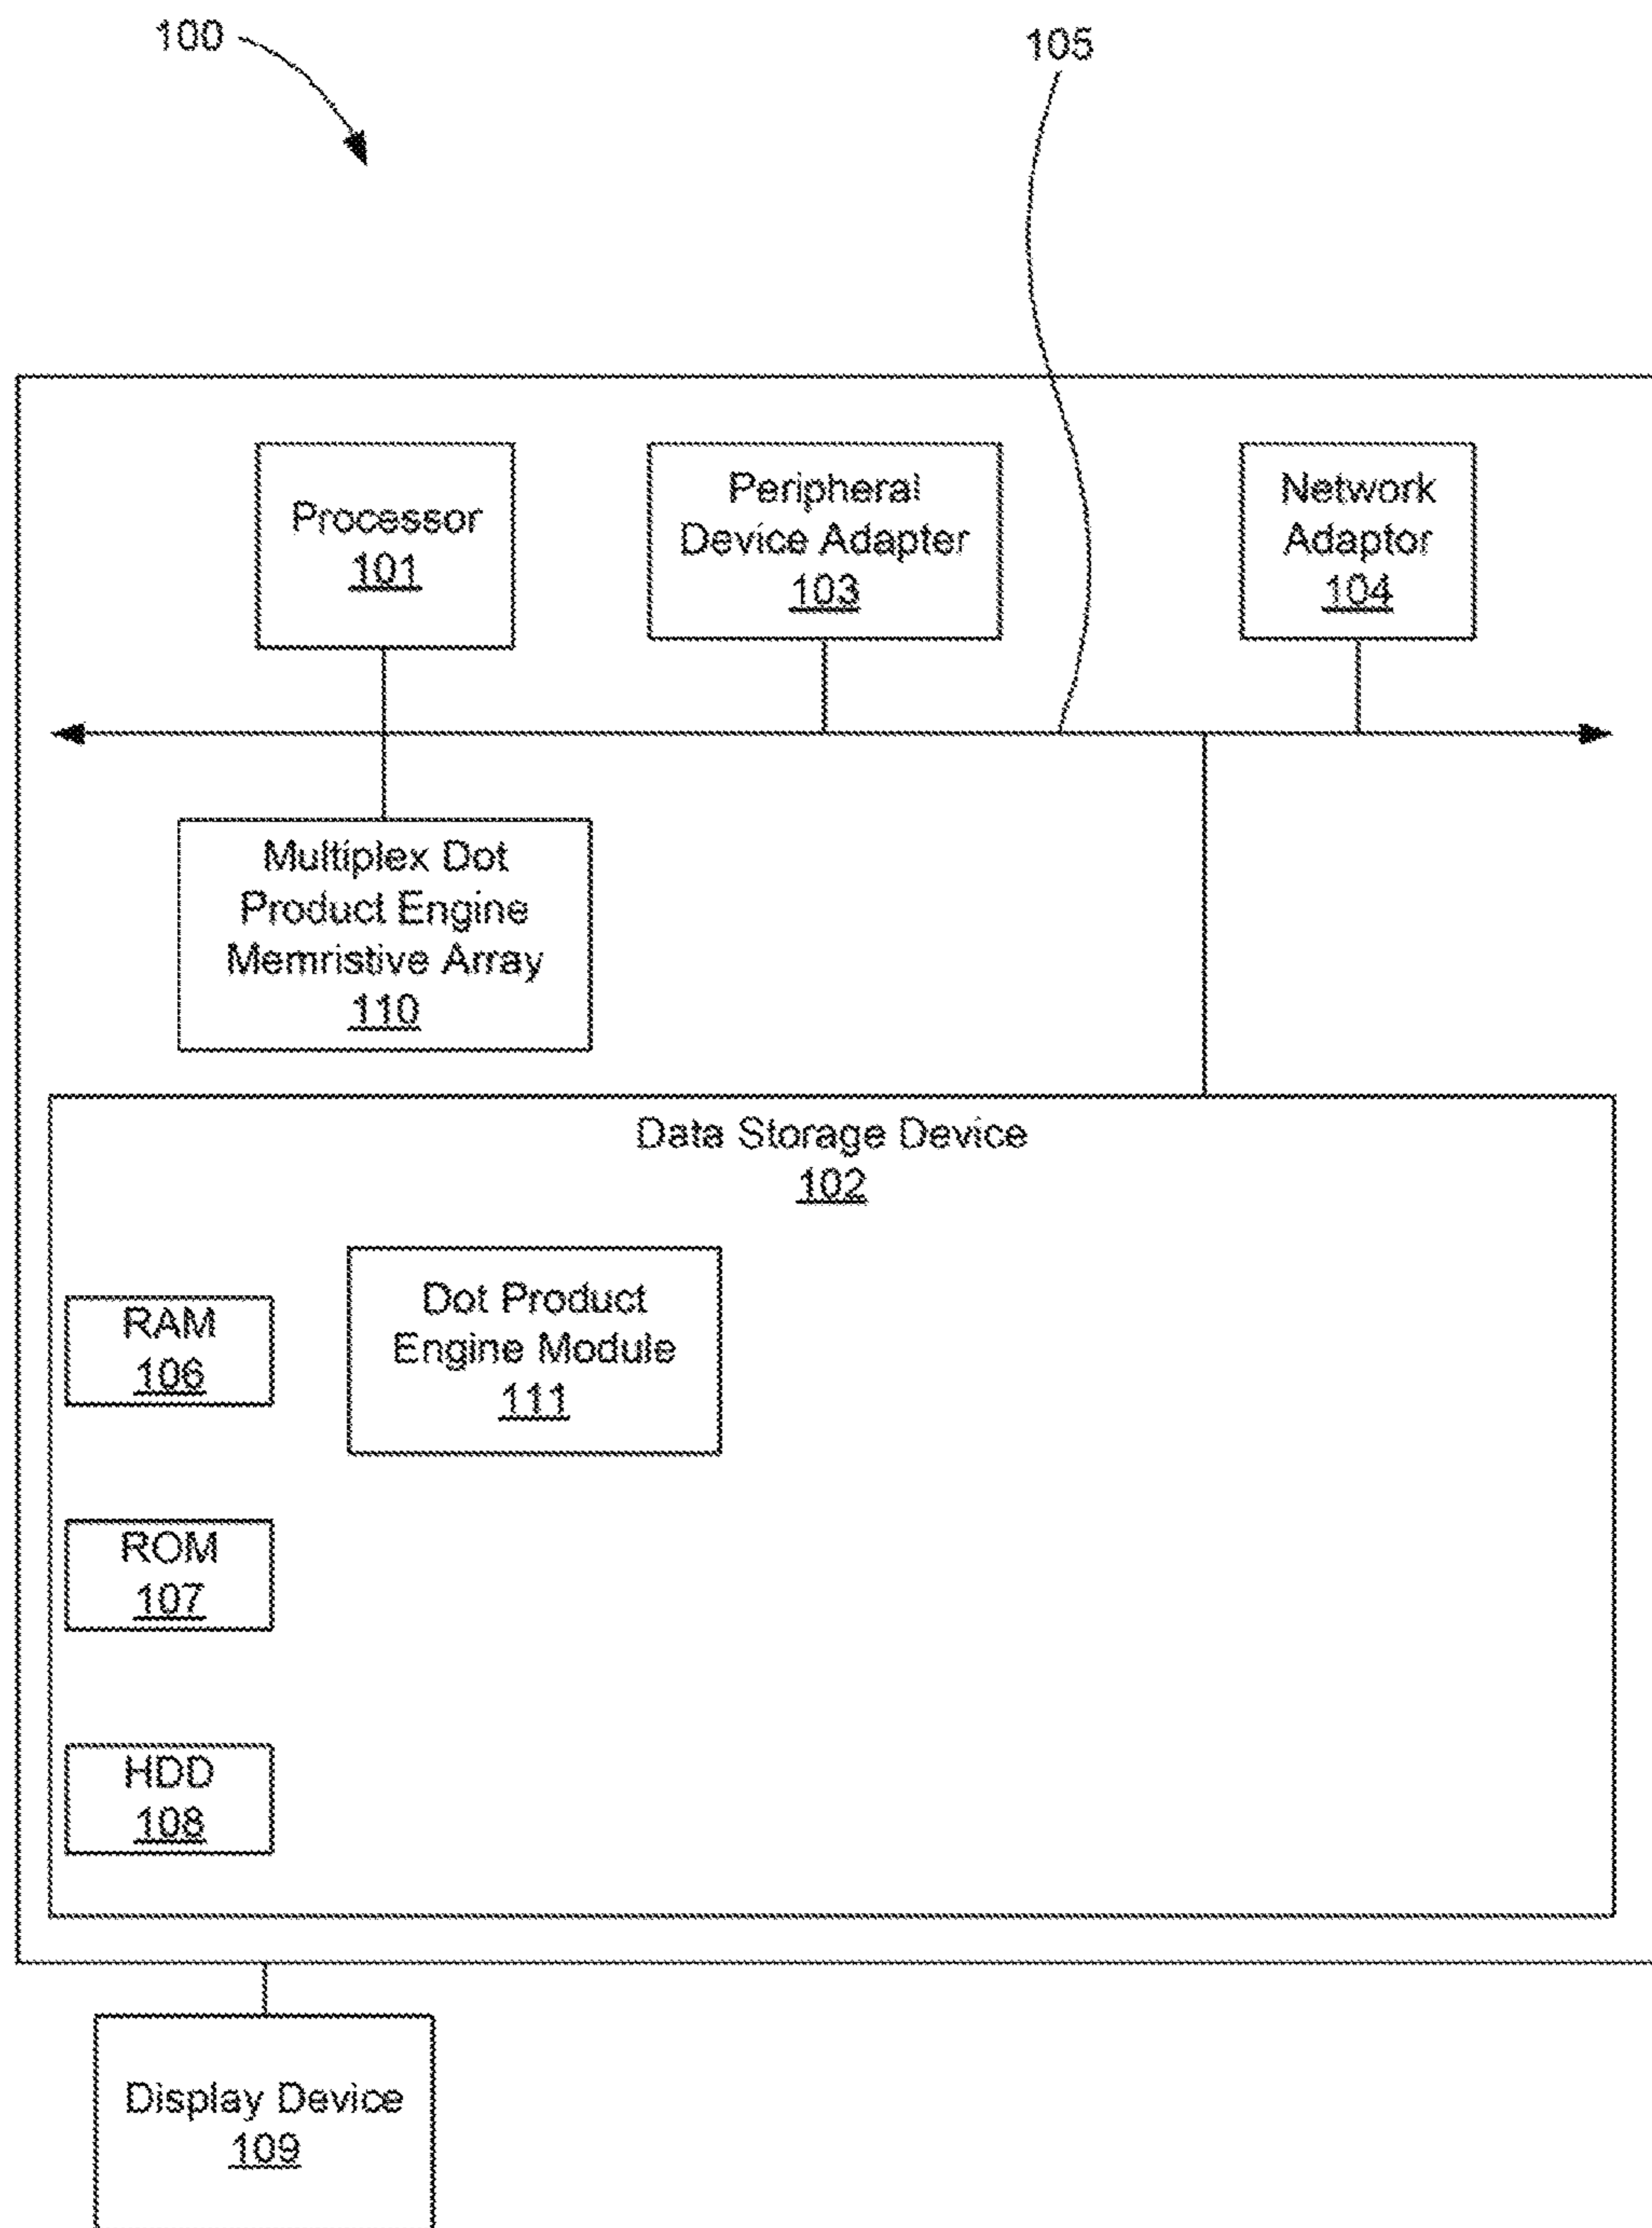 100
105
Processor
101
Peripheral
Device Adapter
103
Network
Adaptor
104
Multiplex Dot
Product Engine
Memristive Array
110
Data Storage Device
102
RAM
106
Dot Product
Engine Module
111
ROM
107
HDD
108
Display Device
109